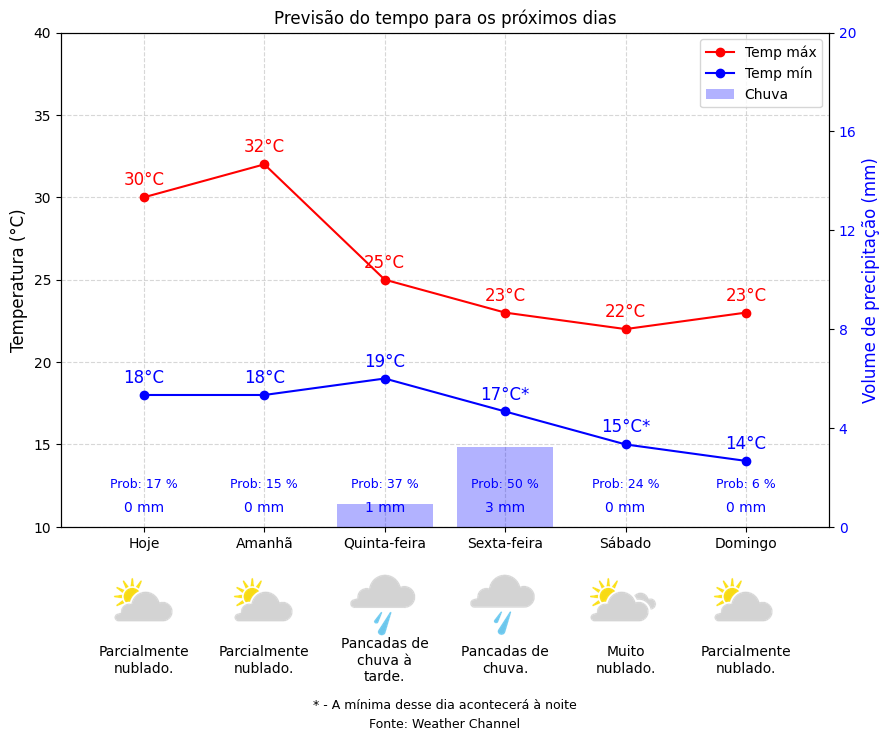 Previsão do tempo para os próximos dias
40
35
30
25
20
15
10
Temperatura (°C)
20
16
12
8
4
0
Volume de precipitação (mm)
Temp máx
Temp mín
Chuva
30°C
32°C
25°C
23°C
22°C
23°C
18°C
18°C
19°C
17°C*
15°C*
14°C
Prob: 17 %
Prob: 15 %
Prob: 37 %
Prob: 50 %
Prob: 24 %
Prob: 6 %
0 mm
0 mm
1 mm
3 mm
0 mm
0 mm
Hoje
Amanhã
Quinta-feira
Sexta-feira
Sábado
Domingo
Parcialmente
nublado.
Parcialmente
nublado.
Pancadas de
chuva à
tarde.
Pancadas de
chuva.
Muito
nublado.
Parcialmente
nublado.
* - A mínima desse dia acontecerá à noite
Fonte: Weather Channel